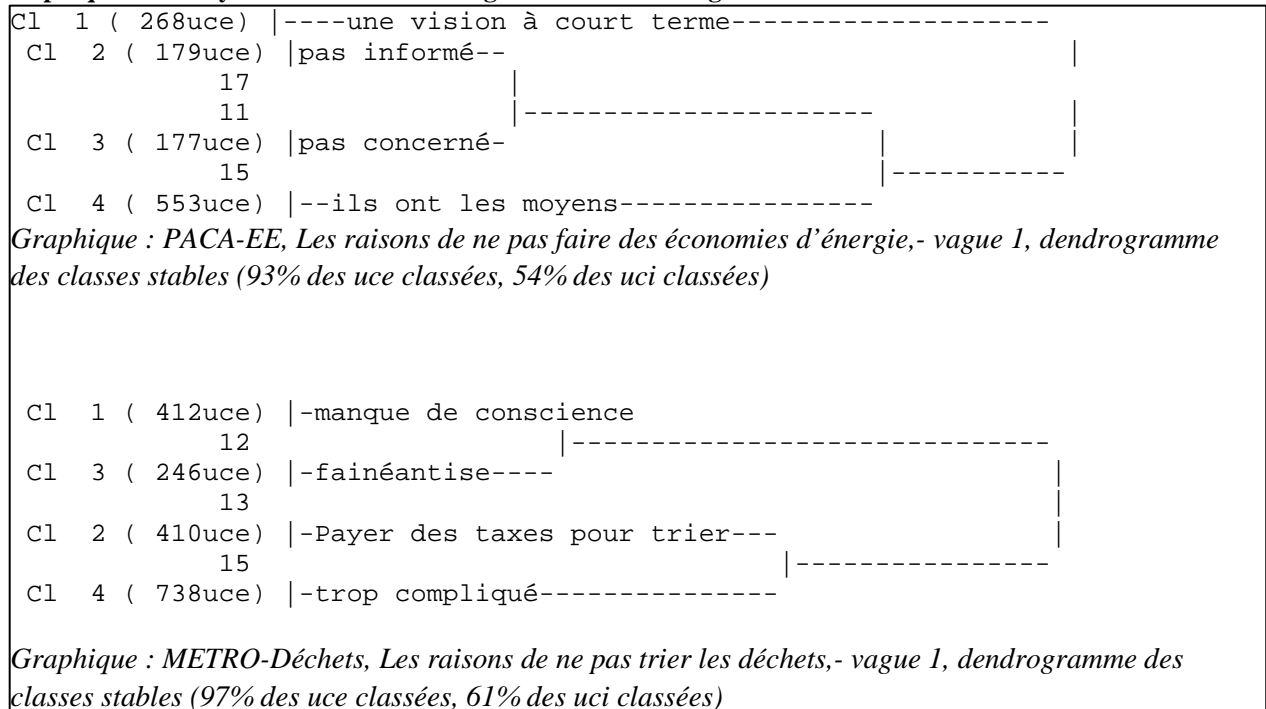 Cl 1 ( 268uce) |----une vision à court terme--------------------
Cl 2 ( 179uce) |pas informé-- |
17 |
11 |---------------------- |
Cl 3 ( 177uce) |pas concerné- | |
15 |-----------
Cl 4 ( 553uce) |--ils ont les moyens----------------
Graphique : PACA-EE, Les raisons de ne pas faire des économies d’énergie,- vague 1, dendrogramme
des classes stables (93% des uce classées, 54% des uci classées)
Cl 1 ( 412uce) |-manque de conscience
12 |------------------------------
Cl 3 ( 246uce) |-fainéantise---- |
13 |
Cl 2 ( 410uce) |-Payer des taxes pour trier--- |
15 |----------------
Cl 4 ( 738uce) |-trop compliqué---------------
Graphique : METRO-Déchets, Les raisons de ne pas trier les déchets,- vague 1, dendrogramme des
classes stables (97% des uce classées, 61% des uci classées)